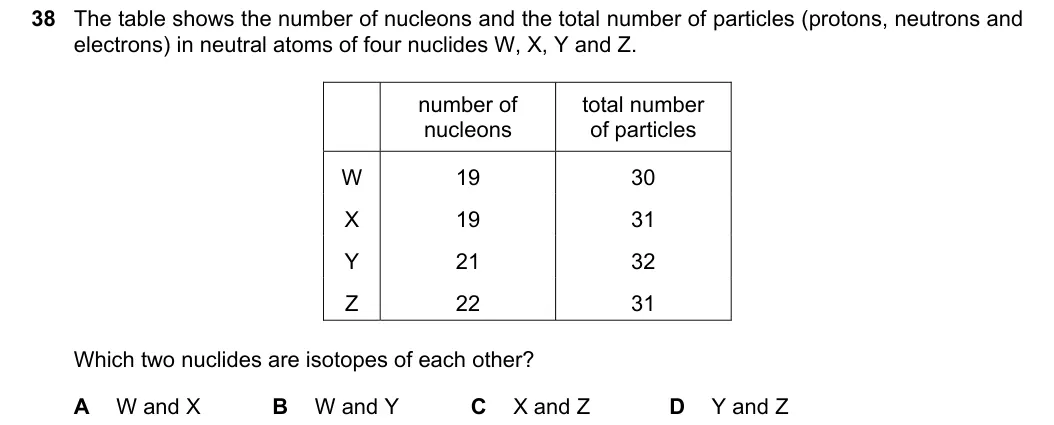 38 The table shows the number of nucleons and the total number of particles (protons, neutrons and
electrons) in neutral atoms of four nuclides W, X, Y and Z.
number of nucleons total number of particles
W 19 30
X 19 31
Y 21 32
Z 22 31
Which two nuclides are isotopes of each other?
A W and X B W and Y C X and Z D Y and Z